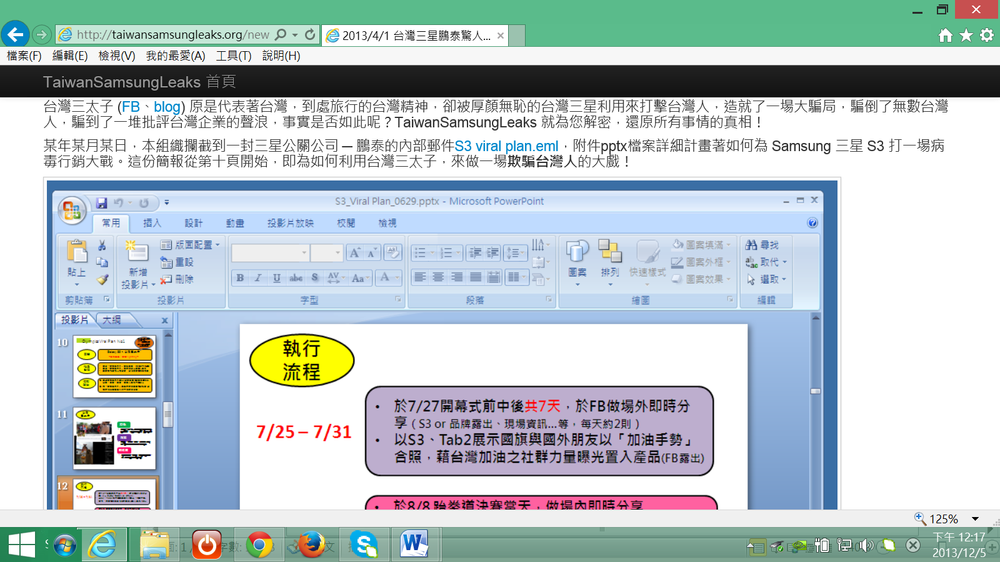 http://taiwansamsungleaks.org/new
2013/4/1 台灣三星鵬泰驚人...
檔案(F) 編輯(E) 檢視(V) 我的最愛(A) 工具(T) 說明(H)
TaiwanSamsungLeaks 首頁
台灣三太子 (FB、blog) 原是代表著台灣，到處旅行的台灣精神，卻被厚顏無恥的台灣三星利用來打擊台灣人，造就了一場大騙局，騙倒了無數台灣
人，騙到了一堆批評台灣企業的聲浪，事實是否如此呢？TaiwanSamsungLeaks 就為您解密，還原所有事情的真相！
某年某月某日，本組織攔截到一封三星公關公司 ─ 鵬泰的內部郵件S3 viral plan.eml，附件pptx檔案詳細計畫著如何為 Samsung 三星 S3 打一場病
毒行銷大戰。這份簡報從第十頁開始，即為如何利用台灣三太子，來做一場欺騙台灣人的大戲！
S3_Viral Plan_0629.pptx - Microsoft PowerPoint
常用 插入 設計 動畫 投影片放映 校閱 檢視
貼上
剪貼簿
新增
投影片
版面配置
重設
刪除
投影片
字型
段落
圖案
排列
快速樣式
圖案填滿
圖案外框
圖案效果
繪圖
尋找
取代
選取
編輯
投影片 大綱
10
11
12
執行
流程
7/25 – 7/31
• 於7/27開幕式前中後共7天，於FB做場外即時分
享（S3 or 品牌露出、現場資訊...等，每天約2則）
• 以S3、Tab2展示國旗與國外朋友以「加油手勢」
合照，藉台灣加油之社群力量曝光置入產品(FB露出)
• 於8/8 跆拳道決賽當天，做場內即時分享
125%
下午 12:17
2013/12/5